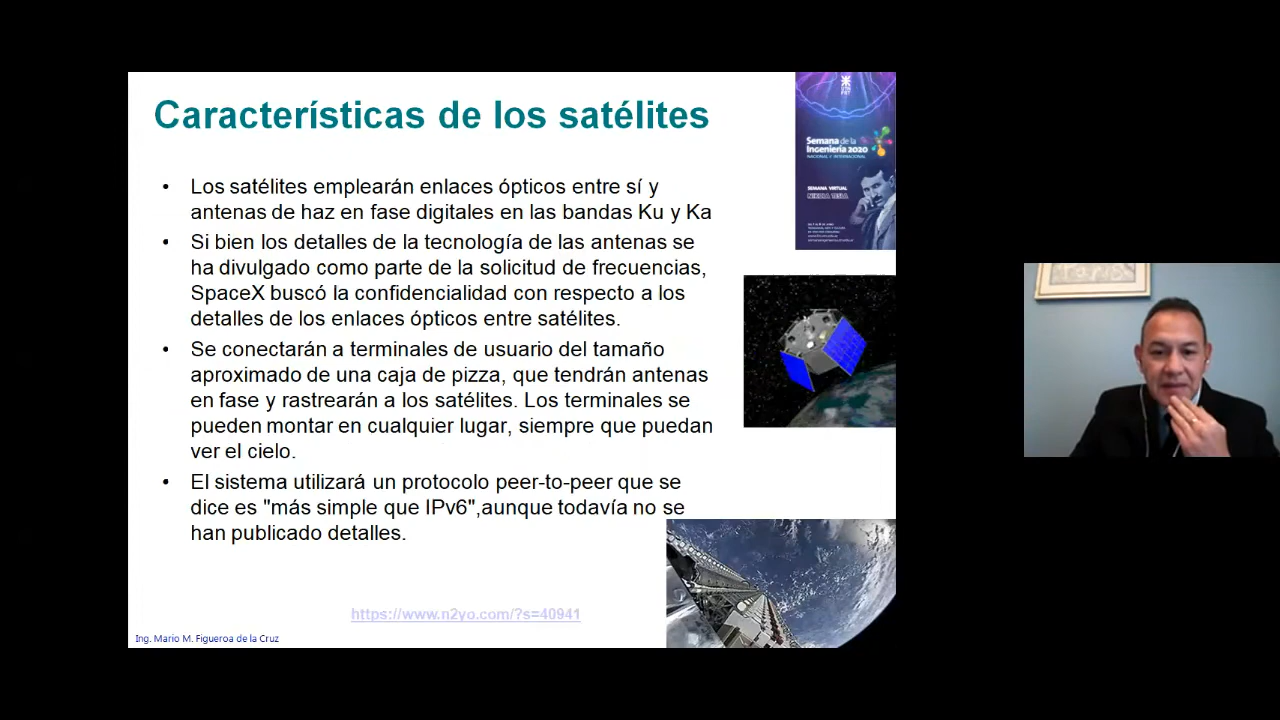 Características de los satélites
• Los satélites emplearán enlaces ópticos entre sí y
antenas de haz en fase digitales en las bandas Ku y Ka
• Si bien los detalles de la tecnología de las antenas se
ha divulgado como parte de la solicitud de frecuencias,
SpaceX buscó la confidencialidad con respecto a los
detalles de los enlaces ópticos entre satélites.
• Se conectarán a terminales de usuario del tamaño
aproximado de una caja de pizza, que tendrán antenas
en fase y rastrearán a los satélites. Los terminales se
pueden montar en cualquier lugar, siempre que puedan
ver el cielo.
• El sistema utilizará un protocolo peer-to-peer que se
dice es "más simple que IPv6",aunque todavía no se
han publicado detalles.
https://www.n2yo.com/?s=40941
Ing. Mario M. Figueroa de la Cruz
Semana de la
Ingeniería 2020
NACIONAL Y INTERNACIONAL
SEMANA VIRTUAL
NIKOLA TESLA